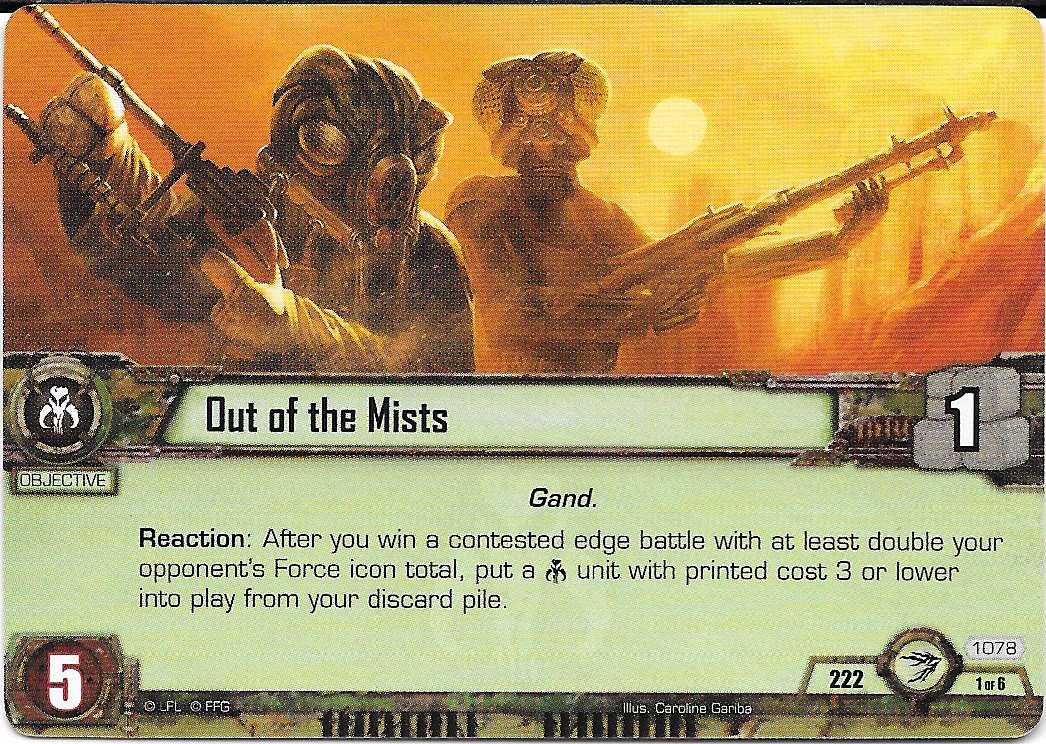 Out of the Mists
1
OBJECTIVE
Gand.
Reaction: After you win a contested edge battle with at least double your
opponent's Force icon total, put a unit with printed cost 3 or lower
into play from your discard pile.
5
© LFL © FFG
Illus. Caroline Gariba
222
1078
1 OF 6